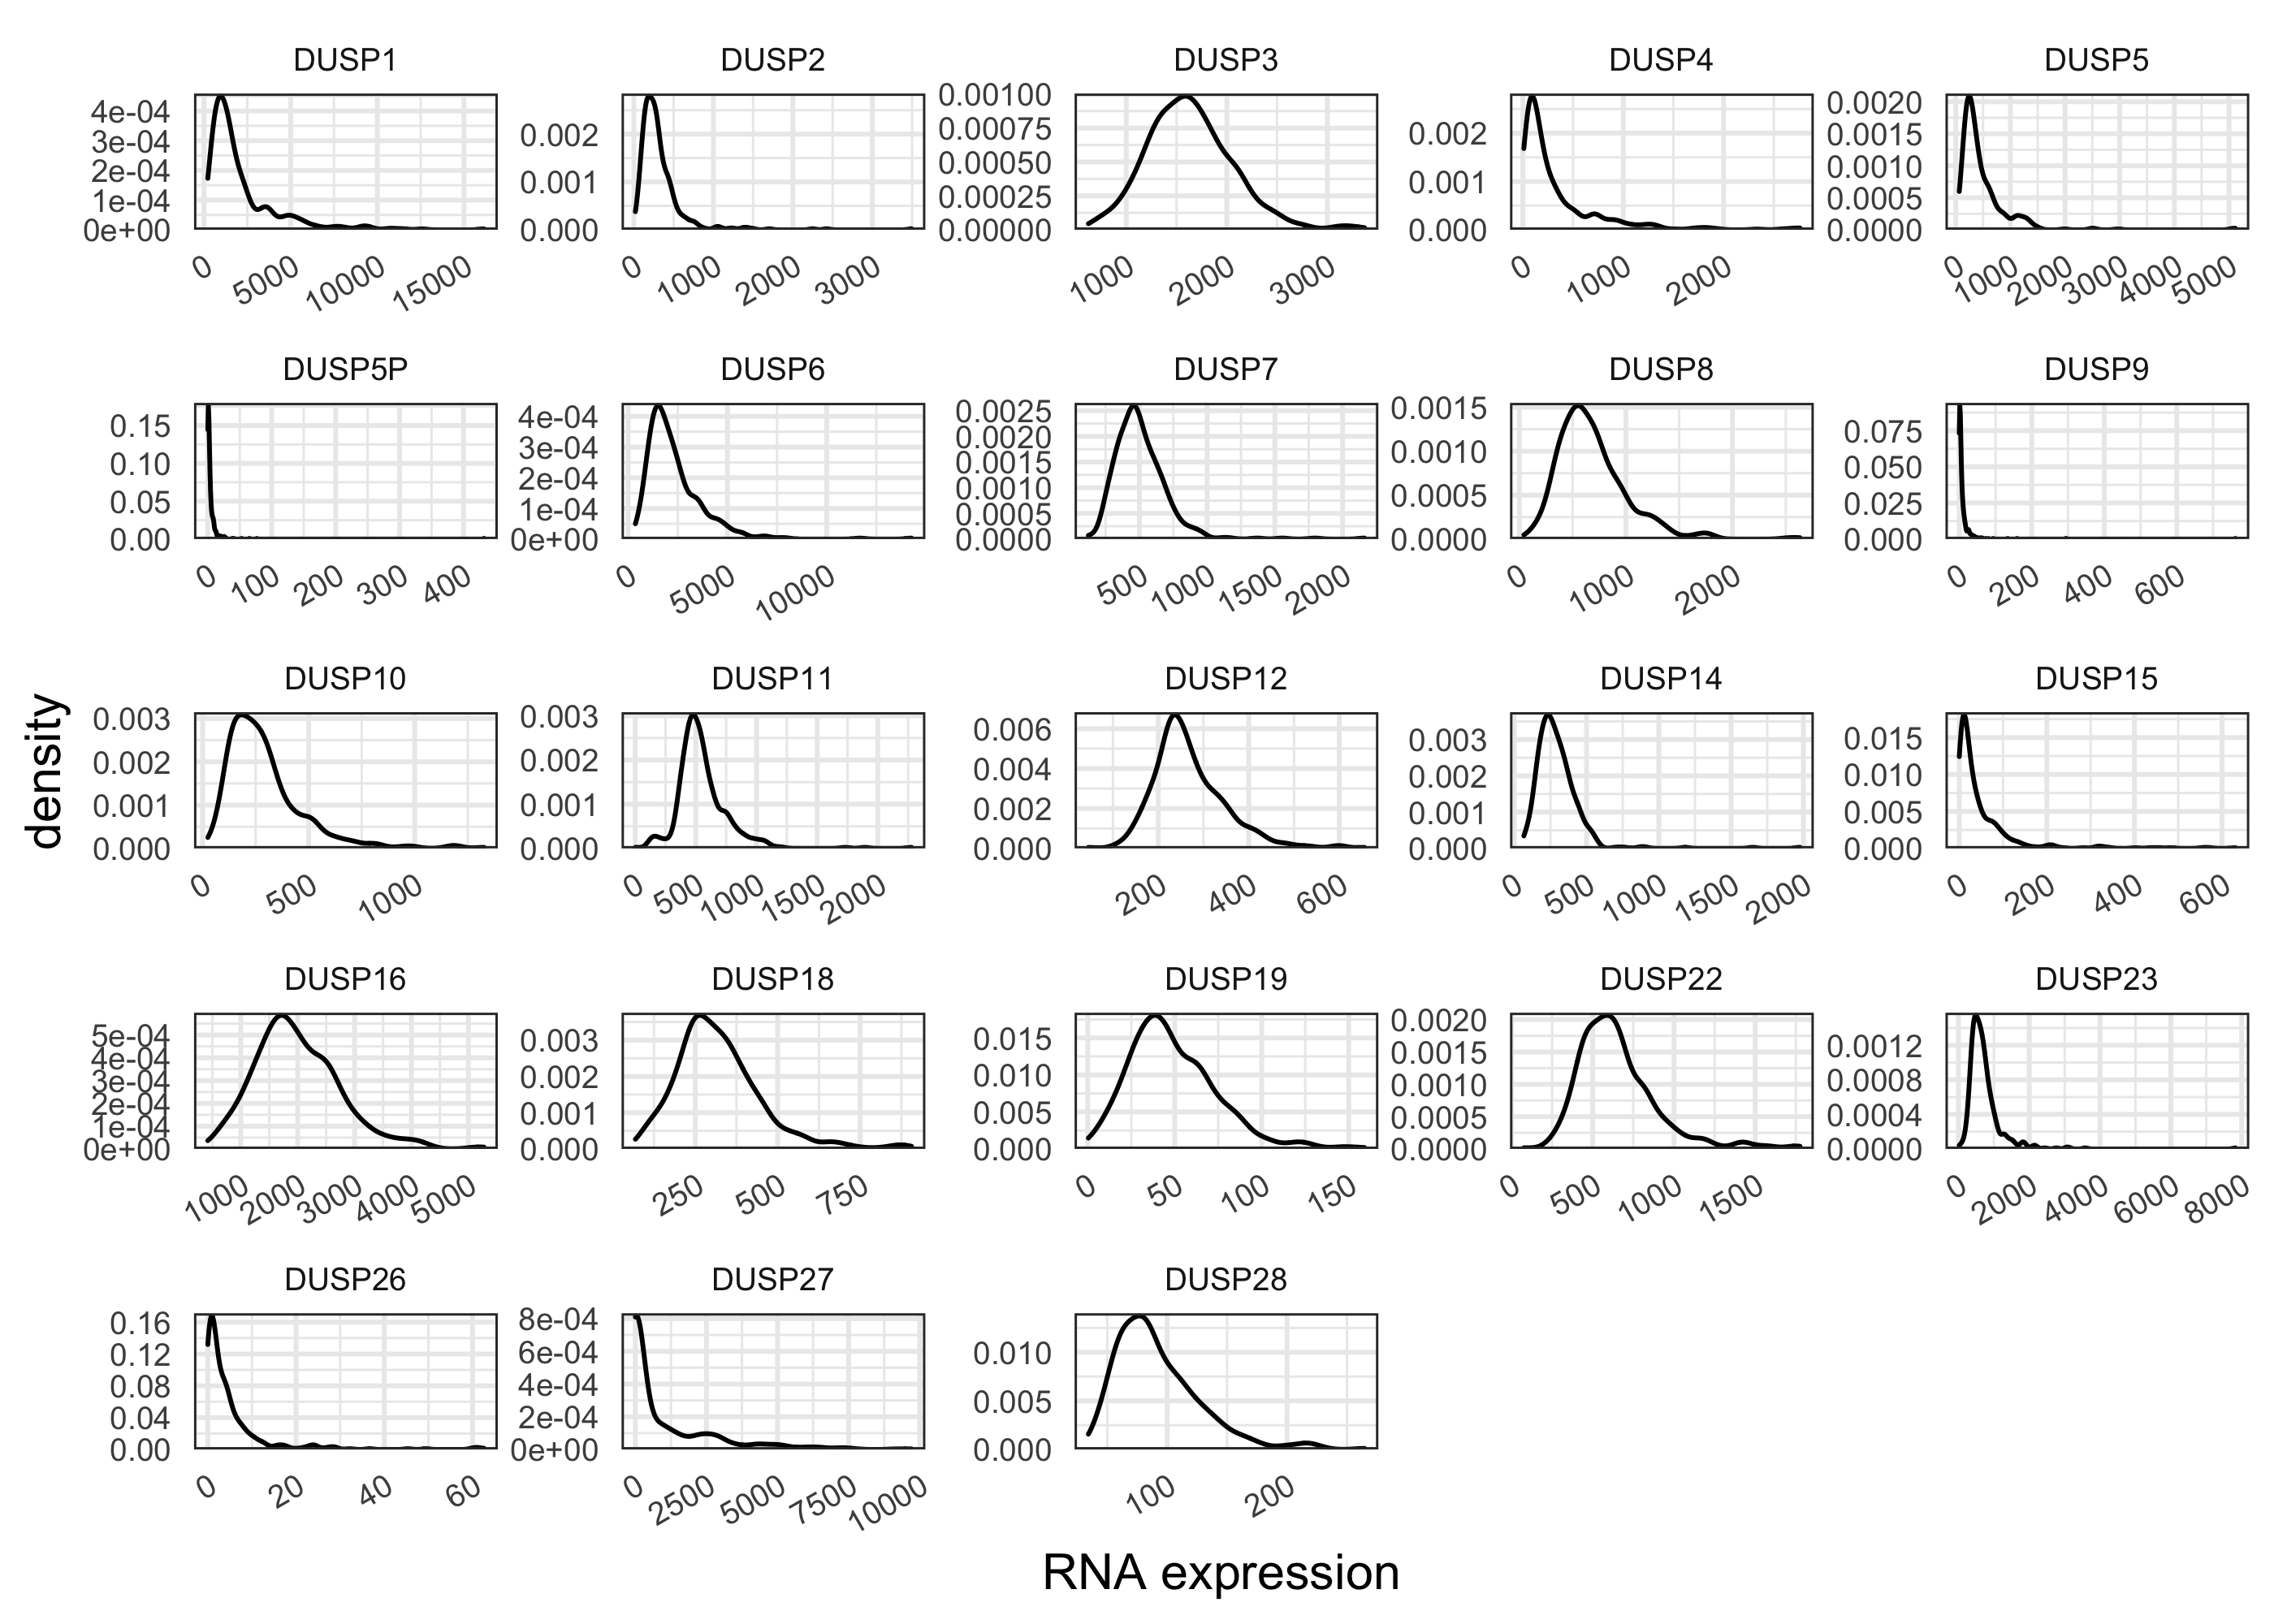 DUSP1 DUSP2 DUSP3 DUSP4 DUSP5
4e-04
3e-04
2e-04
1e-04
0e+00
0 5000 10000 15000
0.002
0.001
0.000
0 1000 2000 3000
0.00100
0.00075
0.00050
0.00025
0.00000
1000 2000 3000
0.002
0.001
0.000
0 1000 2000
0.0020
0.0015
0.0010
0.0005
0.0000
0 1000 2000 3000 4000 5000
DUSP5P DUSP6 DUSP7 DUSP8 DUSP9
0.15
0.10
0.05
0.00
0 100 200 300 400
4e-04
3e-04
2e-04
1e-04
0e+00
0 5000 10000
0.0025
0.0020
0.0015
0.0010
0.0005
0.0000
500 1000 1500 2000
0.0015
0.0010
0.0005
0.0000
0 1000 2000
0.075
0.050
0.025
0.000
0 200 400 600
density
DUSP10 DUSP11 DUSP12 DUSP14 DUSP15
0.003
0.002
0.001
0.000
0 500 1000
0.003
0.002
0.001
0.000
0 500 1000 1500 2000
0.006
0.004
0.002
0.000
200 400 600
0.003
0.002
0.001
0.000
0 500 1000 1500 2000
0.015
0.010
0.005
0.000
0 200 400 600
DUSP16 DUSP18 DUSP19 DUSP22 DUSP23
5e-04
4e-04
3e-04
2e-04
1e-04
0e+00
1000 2000 3000 4000 5000
0.003
0.002
0.001
0.000
250 500 750
0.015
0.010
0.005
0.000
0 50 100 150
0.0020
0.0015
0.0010
0.0005
0.0000
0 500 1000 1500
0.0012
0.0008
0.0004
0.0000
0 2000 4000 6000 8000
DUSP26 DUSP27 DUSP28
0.16
0.12
0.08
0.04
0.00
0 20 40 60
8e-04
6e-04
4e-04
2e-04
0e+00
0 2500 5000 7500 10000
0.010
0.005
0.000
100 200
RNA expression